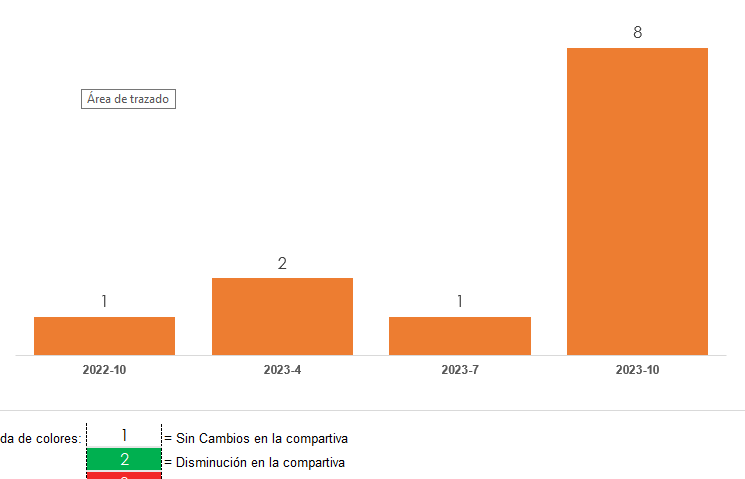 8
Área de trazado
2
1
1
2022-10
2023-4
2023-7
2023-10
da de colores:
1
= Sin Cambios en la compartiva
2
= Disminución en la compartiva